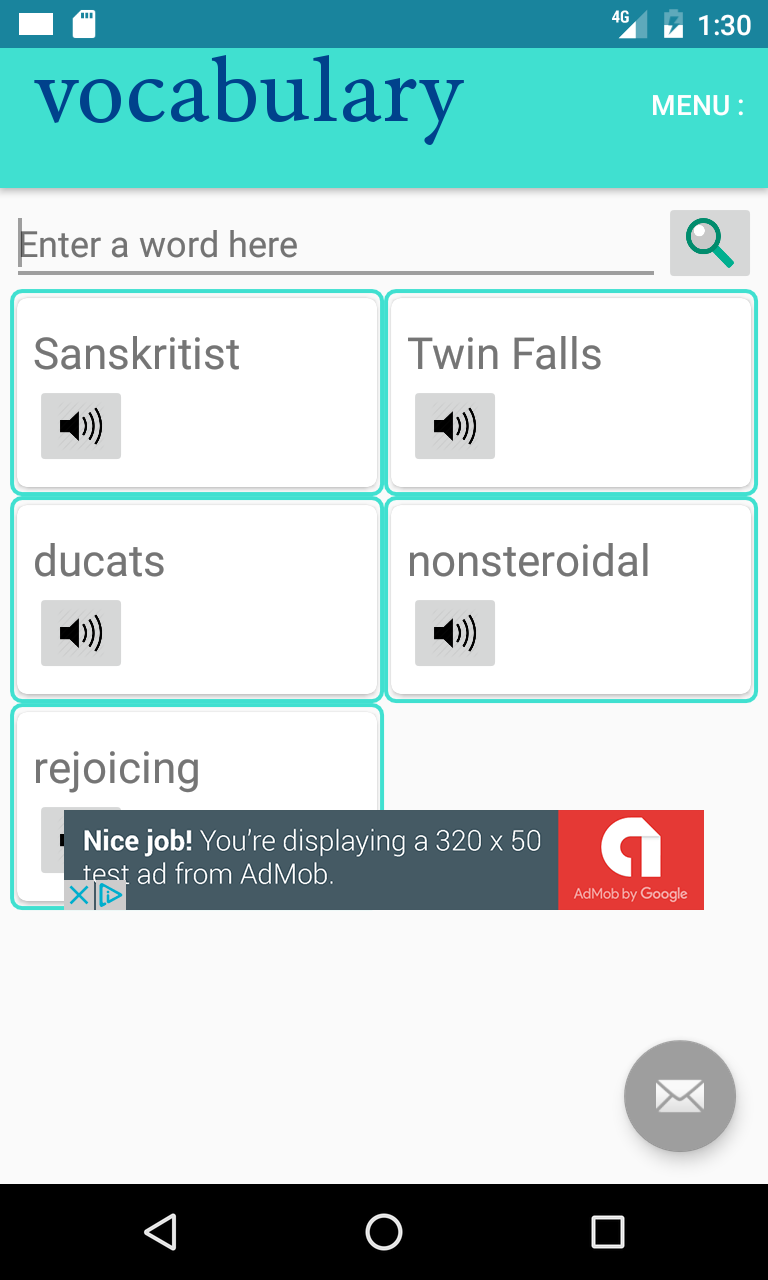 4G 1:30
vocabulary
MENU :
Enter a word here
Sanskritist
Twin Falls
ducats
nonsteroidal
rejoicing
Nice job! You're displaying a 320 x 50
test ad from AdMob.
AdMob by Google